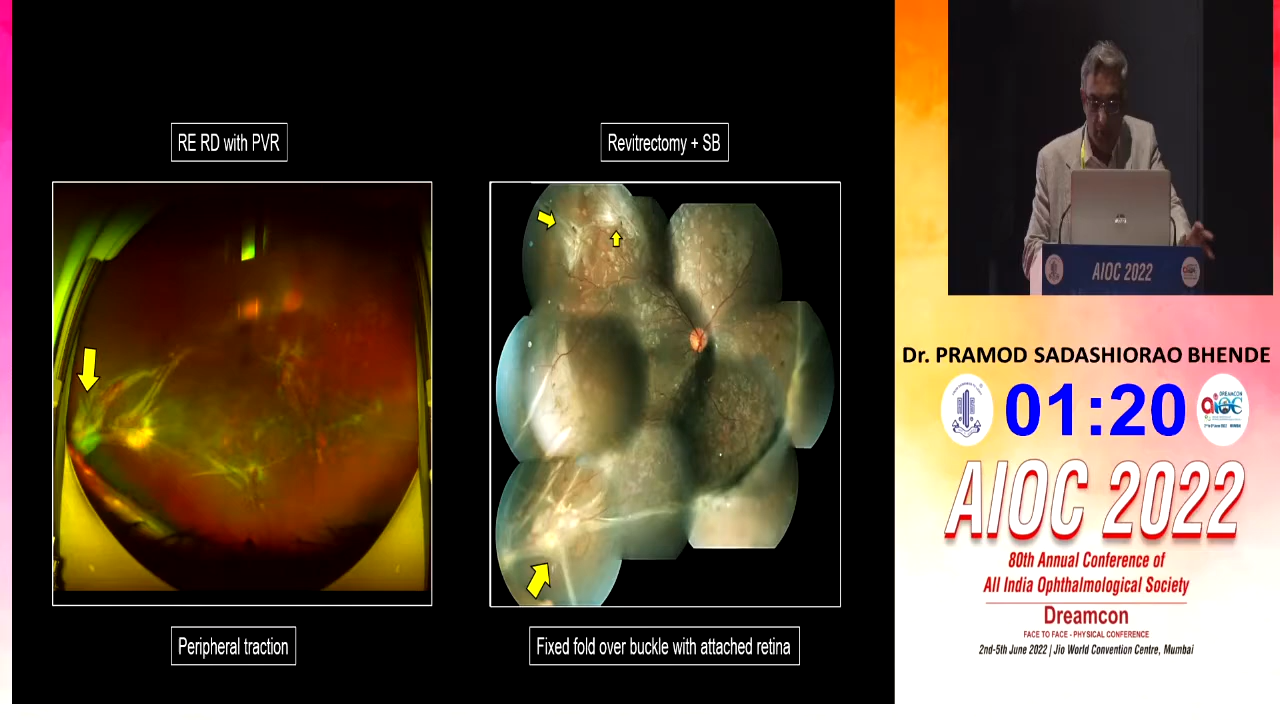 RE RD with PVR
Revitrectomy + SB
Peripheral traction
Fixed fold over buckle with attached retina
AIOC 2022
Dr. PRAMOD SADASHIORAO BHENDE
01:20
AIOC 2022
80th Annual Conference of
All India Ophthalmological Society
Dreamcon
FACE TO FACE - PHYSICAL CONFERENCE
2nd-5th June 2022 | Jio World Convention Centre, Mumbai